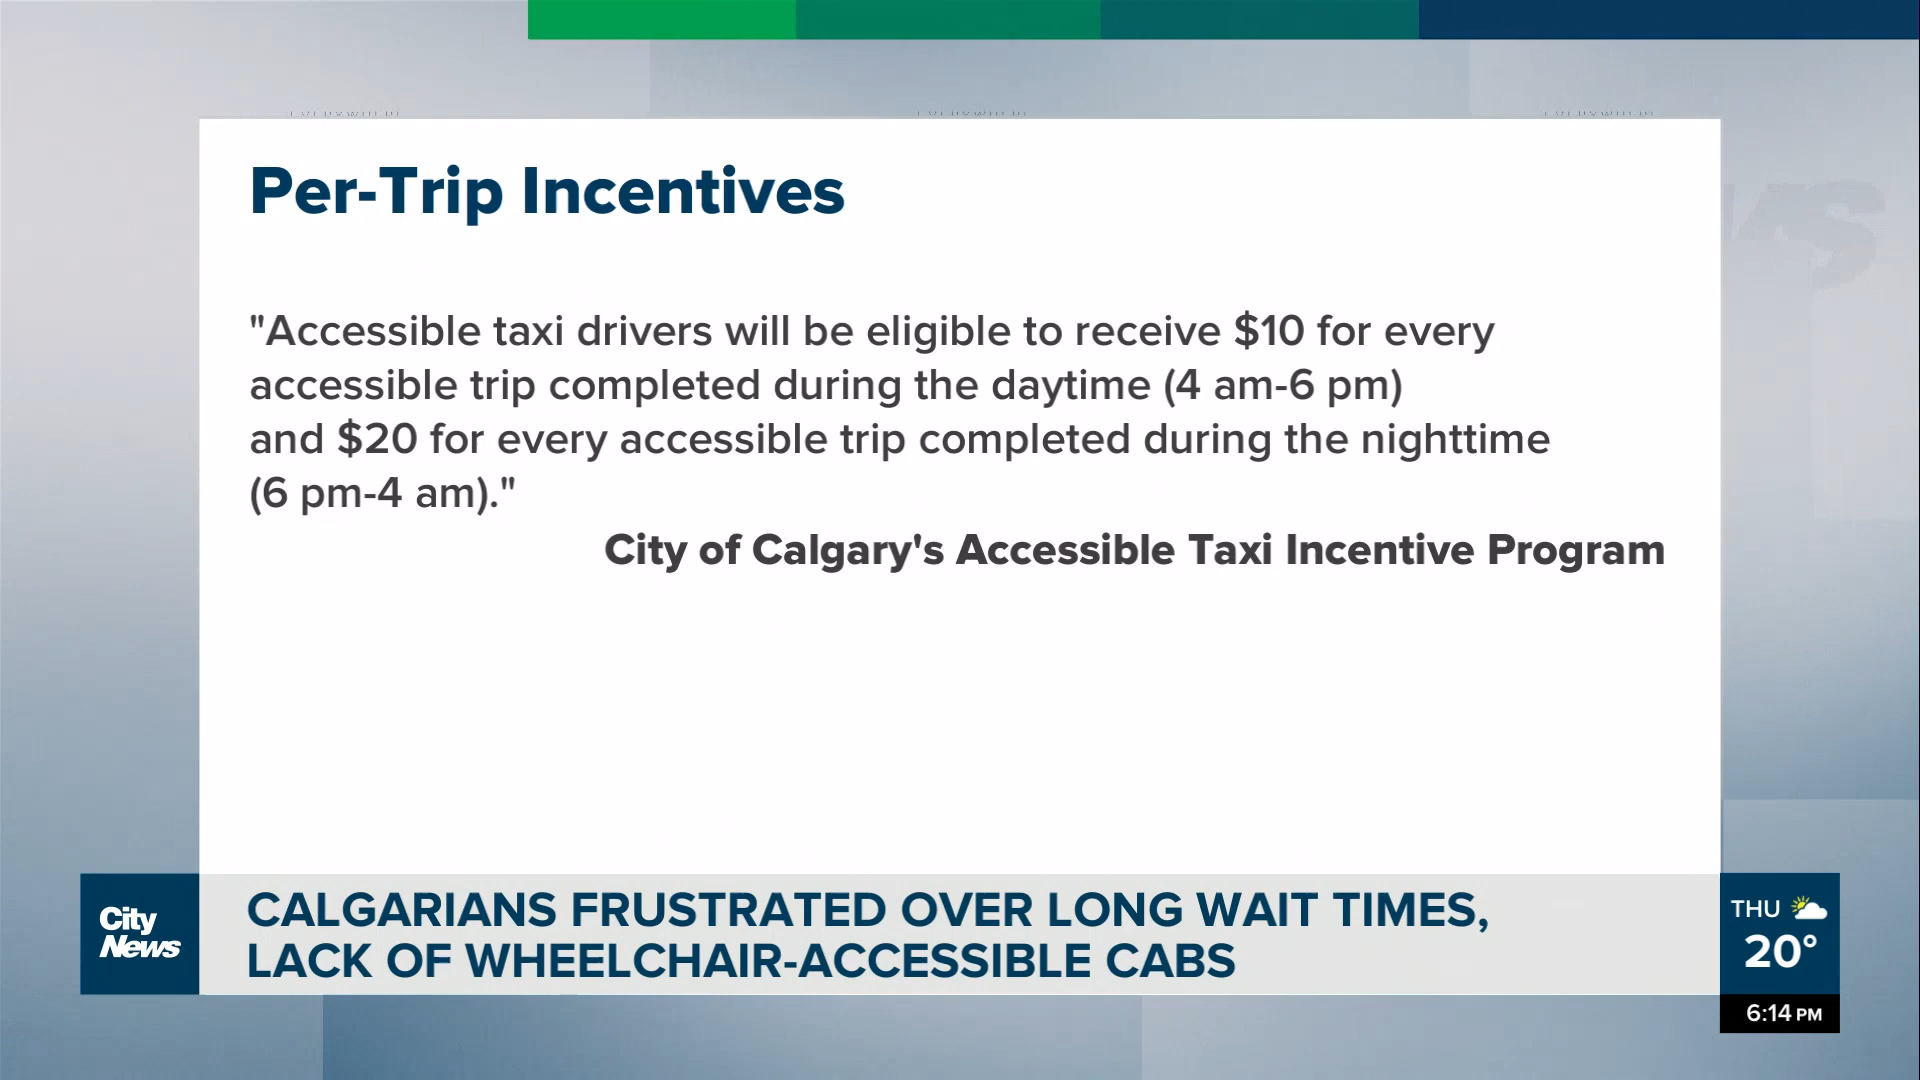 Per-Trip Incentives
"Accessible taxi drivers will be eligible to receive $10 for every
accessible trip completed during the daytime (4 am-6 pm)
and $20 for every accessible trip completed during the nighttime
(6 pm-4 am)."
City of Calgary's Accessible Taxi Incentive Program
City
News
CALGARIANS FRUSTRATED OVER LONG WAIT TIMES,
LACK OF WHEELCHAIR-ACCESSIBLE CABS
THU
20°
6:14 PM